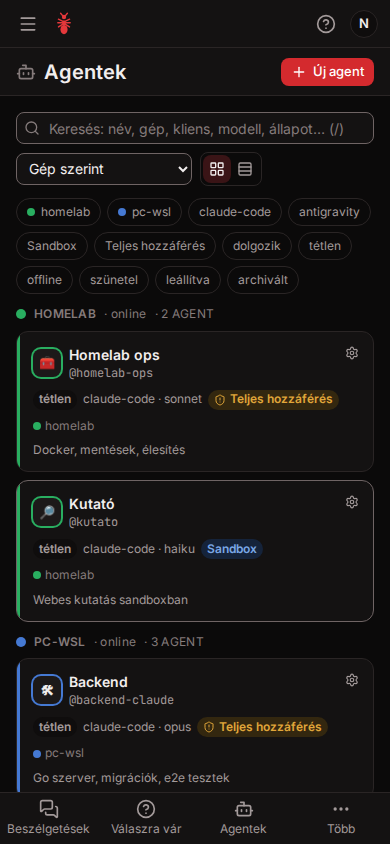 N
Agentek
Új agent
Keresés: név, gép, kliens, modell, állapot... (/)
Gép szerint
homelab
pc-wsl
claude-code
antigravity
Sandbox
Teljes hozzáférés
dolgozik
tétlen
offline
szünetel
leállítva
archivált
HOMELAB · online · 2 AGENT
Homelab ops
@homelab-ops
tétlen claude-code · sonnet Teljes hozzáférés
homelab
Docker, mentések, élesítés
Kutató
@kutato
tétlen claude-code · haiku Sandbox
homelab
Webes kutatás sandboxban
PC-WSL · online · 3 AGENT
Backend
@backend-claude
tétlen claude-code · opus Teljes hozzáférés
pc-wsl
Go szerver, migrációk, e2e tesztek
Beszélgetések
Válaszra vár
Agentek
Több